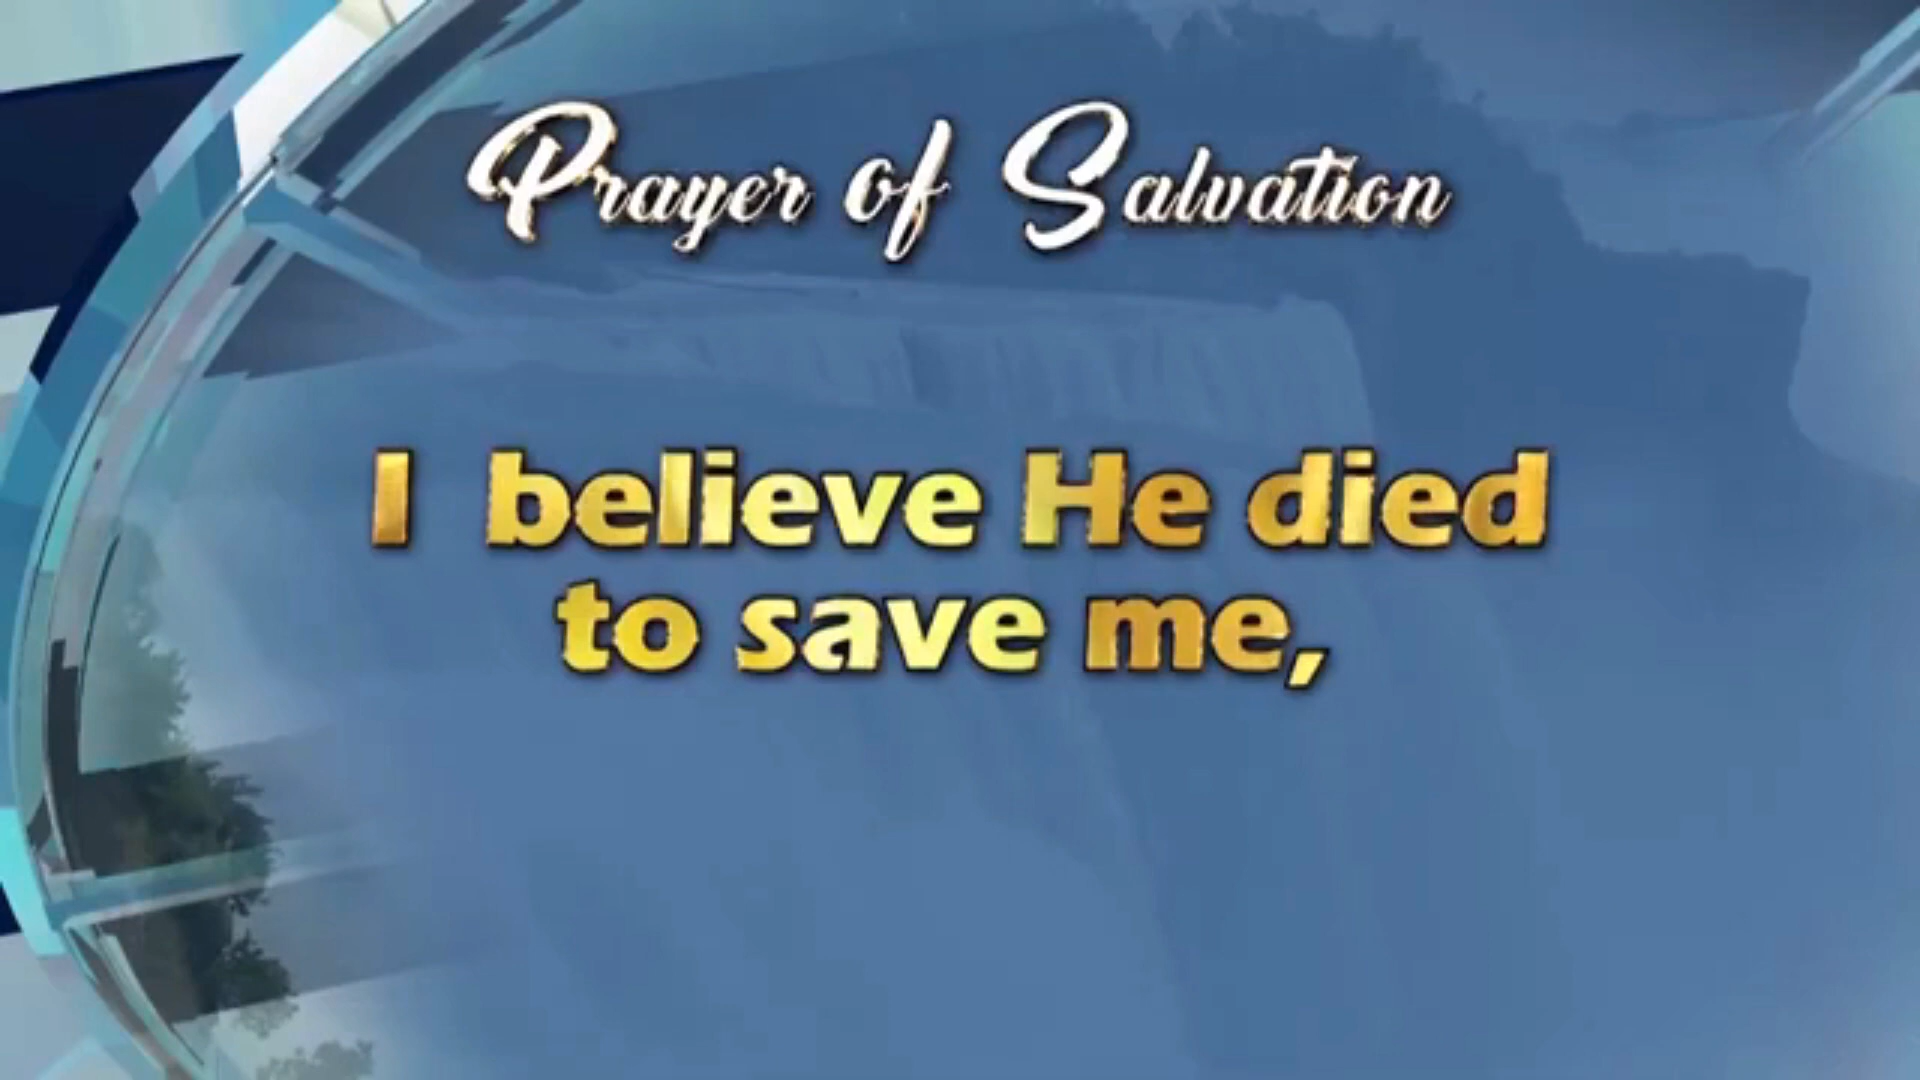 Prayer of Salvation
I believe He died
to save me,